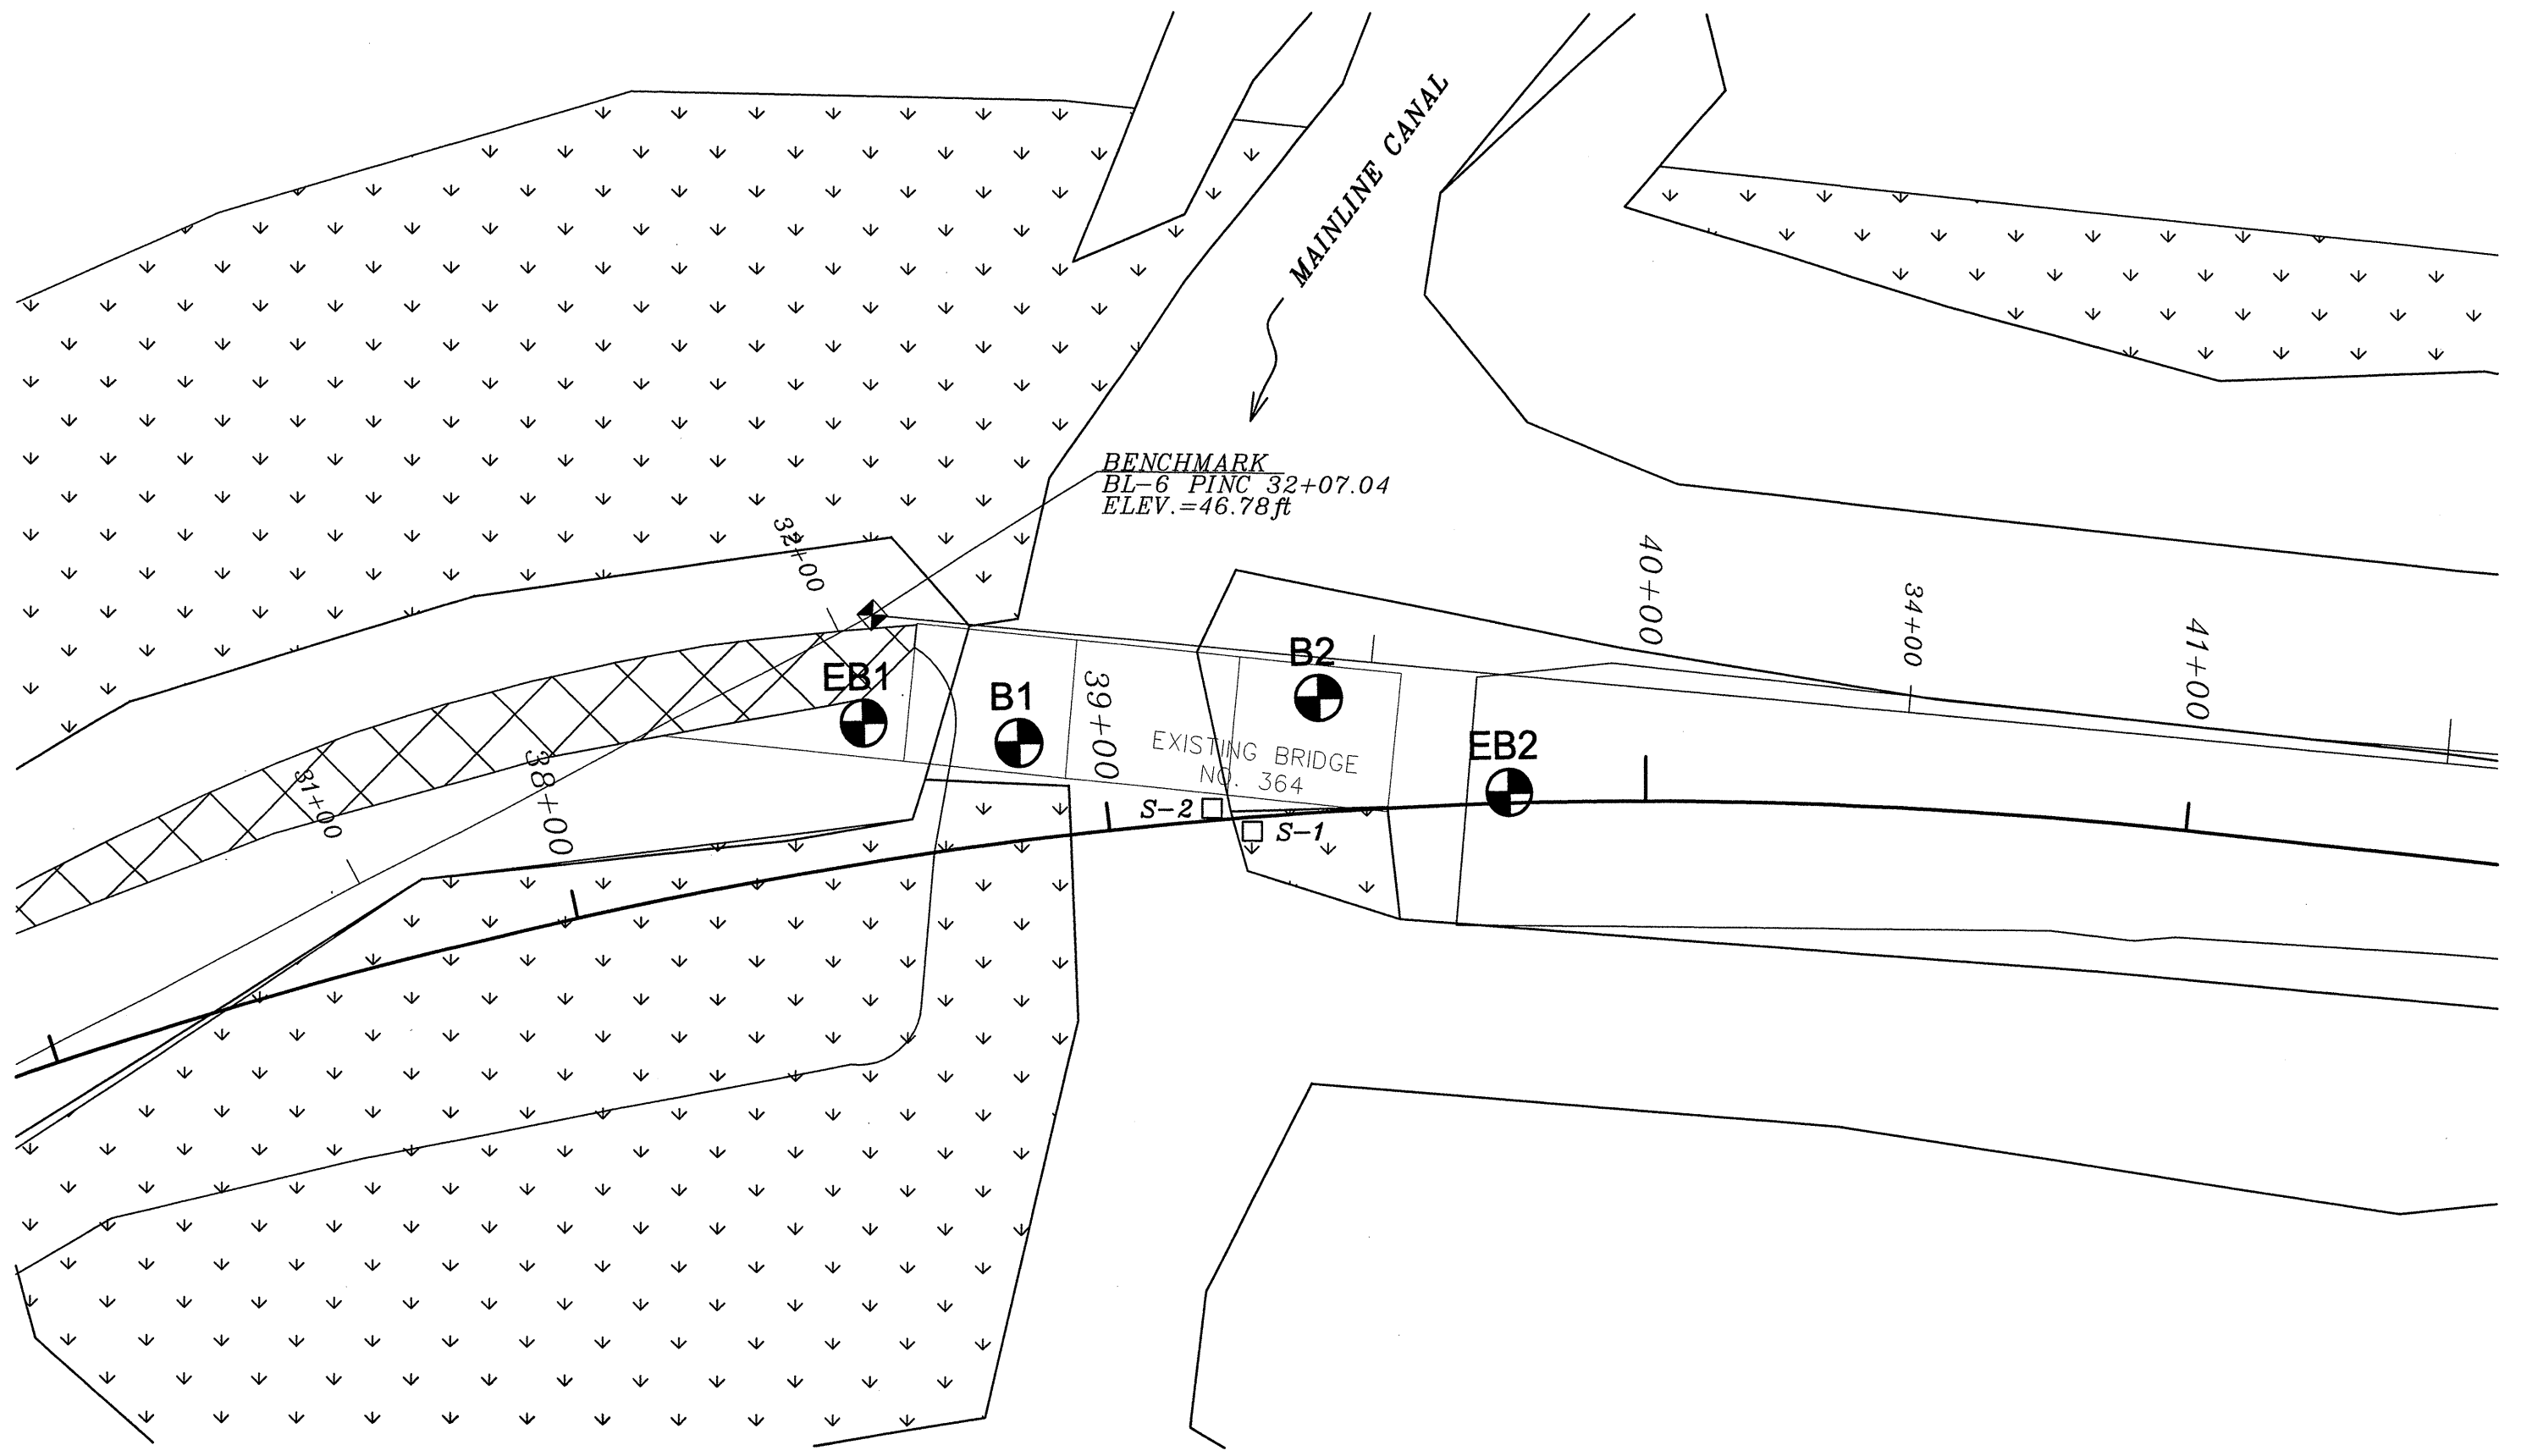 MAINLINE CANAL
BENCHMARK
BL-6 PINC 32+07.04
ELEV.=46.78ft
32+00
40+00
34+00
41+00
B2
EB1
B1
39+00
EXISTING BRIDGE
NO. 364
EB2
31+00
38+00
S-2
S-1